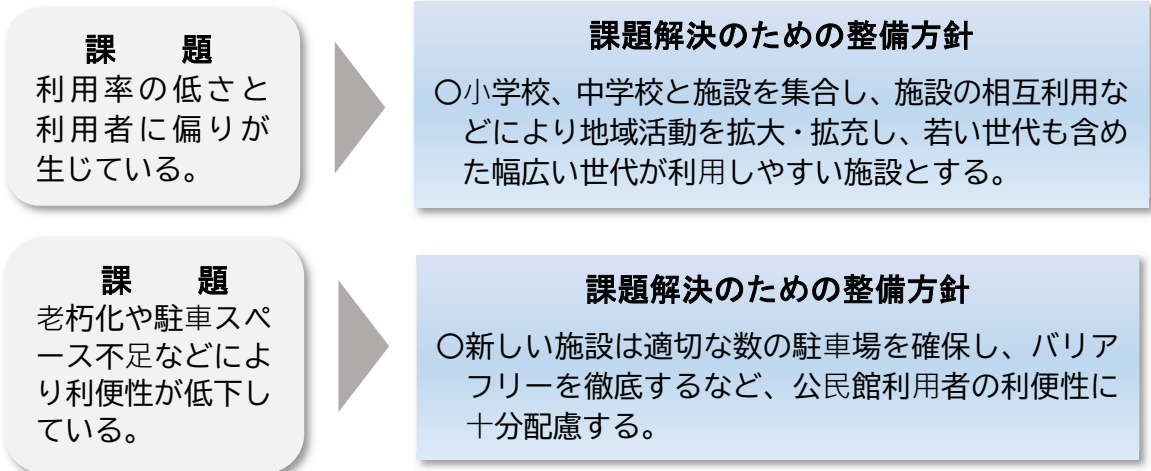 課　題
利用率の低さと
利用者に偏りが
生じている。
課題解決のための整備方針
〇小学校、中学校と施設を集合し、施設の相互利用な
どにより地域活動を拡大・拡充し、若い世代も含め
た幅広い世代が利用しやすい施設とする。
課　題
老朽化や駐車スペ
ース不足などによ
り利便性が低下し
ている。
課題解決のための整備方針
〇新しい施設は適切な数の駐車場を確保し、バリア
フリーを徹底するなど、公民館利用者の利便性に
十分配慮する。